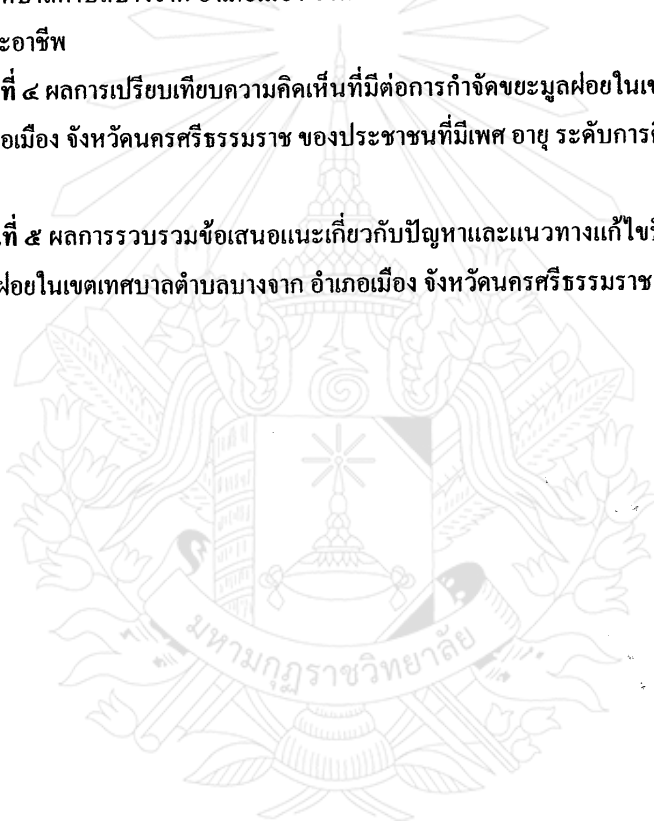 ะอาชีพ
ที่ ๔ ผลการเปรียบเทียบความคิดเห็นที่มีต่อการกำจัดขยะมูลฝอยในเข
อเมือง จังหวัดนครศรีธรรมราช ของประชาชนที่มีเพศ อายุ ระดับการศ
ที่ ๕ ผลการรวบรวมข้อเสนอแนะเกี่ยวกับปัญหาและแนวทางแก้ไข
ฝอยในเขตเทศบาลตำบลบางจาก อำเภอเมือง จังหวัดนครศรีธรรมราช
มหามกุฏราชวิทยาลัย